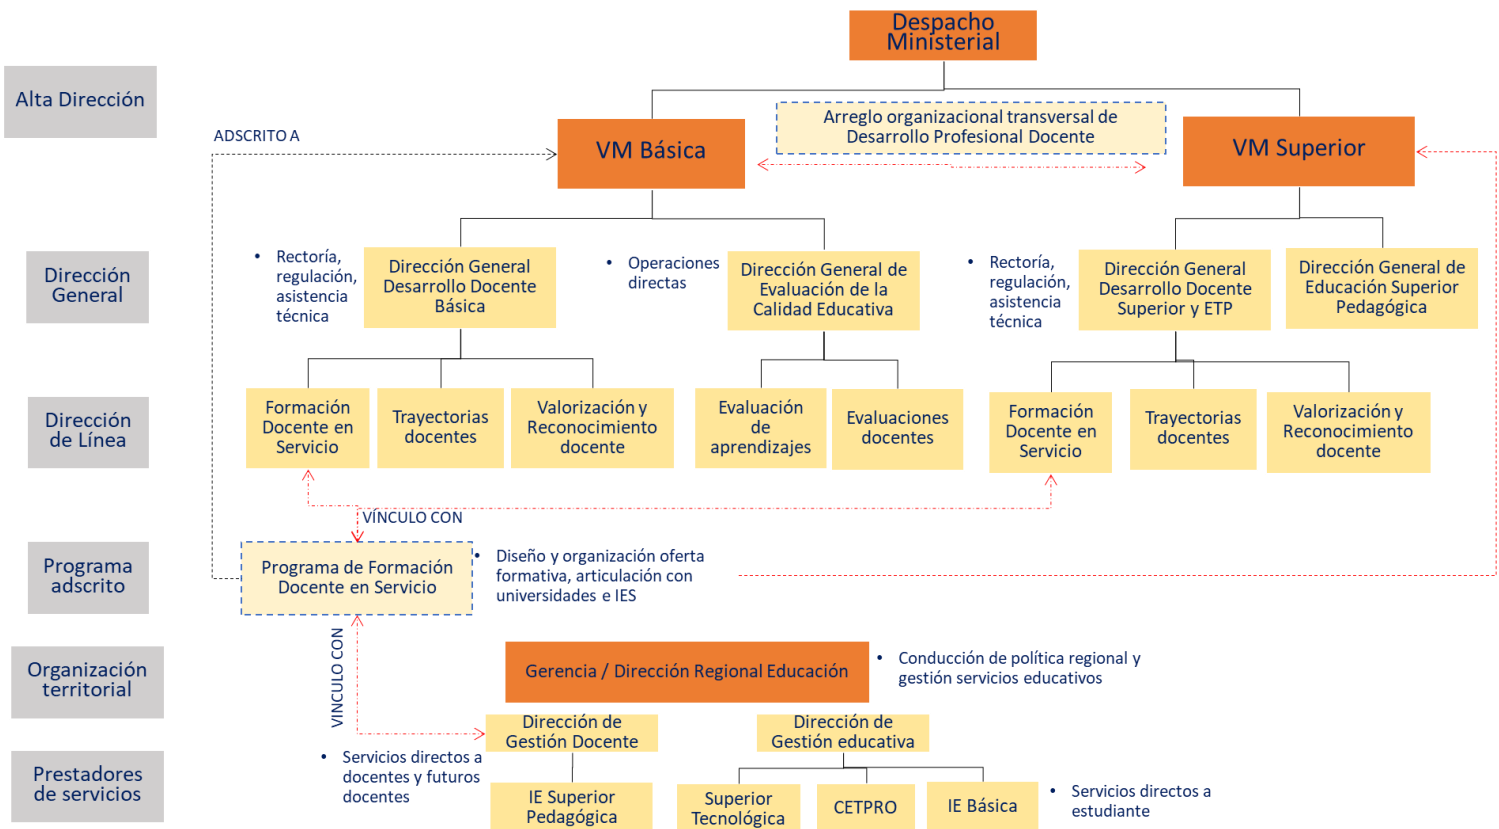 Despacho
Ministerial
Alta Dirección
Arreglo organizacional transversal de
Desarrollo Profesional Docente
ADSCRITO A
VM Básica
VM Superior
Dirección
General
• Rectoría,
regulación,
asistencia
técnica
Dirección General
Desarrollo Docente
Básica
• Operaciones
directas
Dirección General de
Evaluación de la
Calidad Educativa
• Rectoría,
regulación,
asistencia
técnica
Dirección General
Desarrollo Docente
Superior y ETP
Dirección General de
Educación Superior
Pedagógica
Dirección
de Línea
Formación
Docente en
Servicio
Trayectorias
docentes
Valorización y
Reconocimiento
docente
Evaluación
de
aprendizajes
Evaluaciones
docentes
Formación
Docente en
Servicio
Trayectorias
docentes
Valorización y
Reconocimiento
docente
VÍNCULO CON
Programa
adscrito
Programa de Formación
Docente en Servicio
• Diseño y organización oferta
formativa, articulación con
universidades e IES
VINCULO CON
Organización
territorial
Gerencia / Dirección Regional Educación
• Conducción de política regional y
gestión servicios educativos
Dirección de
Gestión Docente
Dirección de
Gestión educativa
Prestadores
de servicios
• Servicios directos a
docentes y futuros
docentes
IE Superior
Pedagógica
Superior
Tecnológica
CETPRO
IE Básica
• Servicios directos a
estudiante